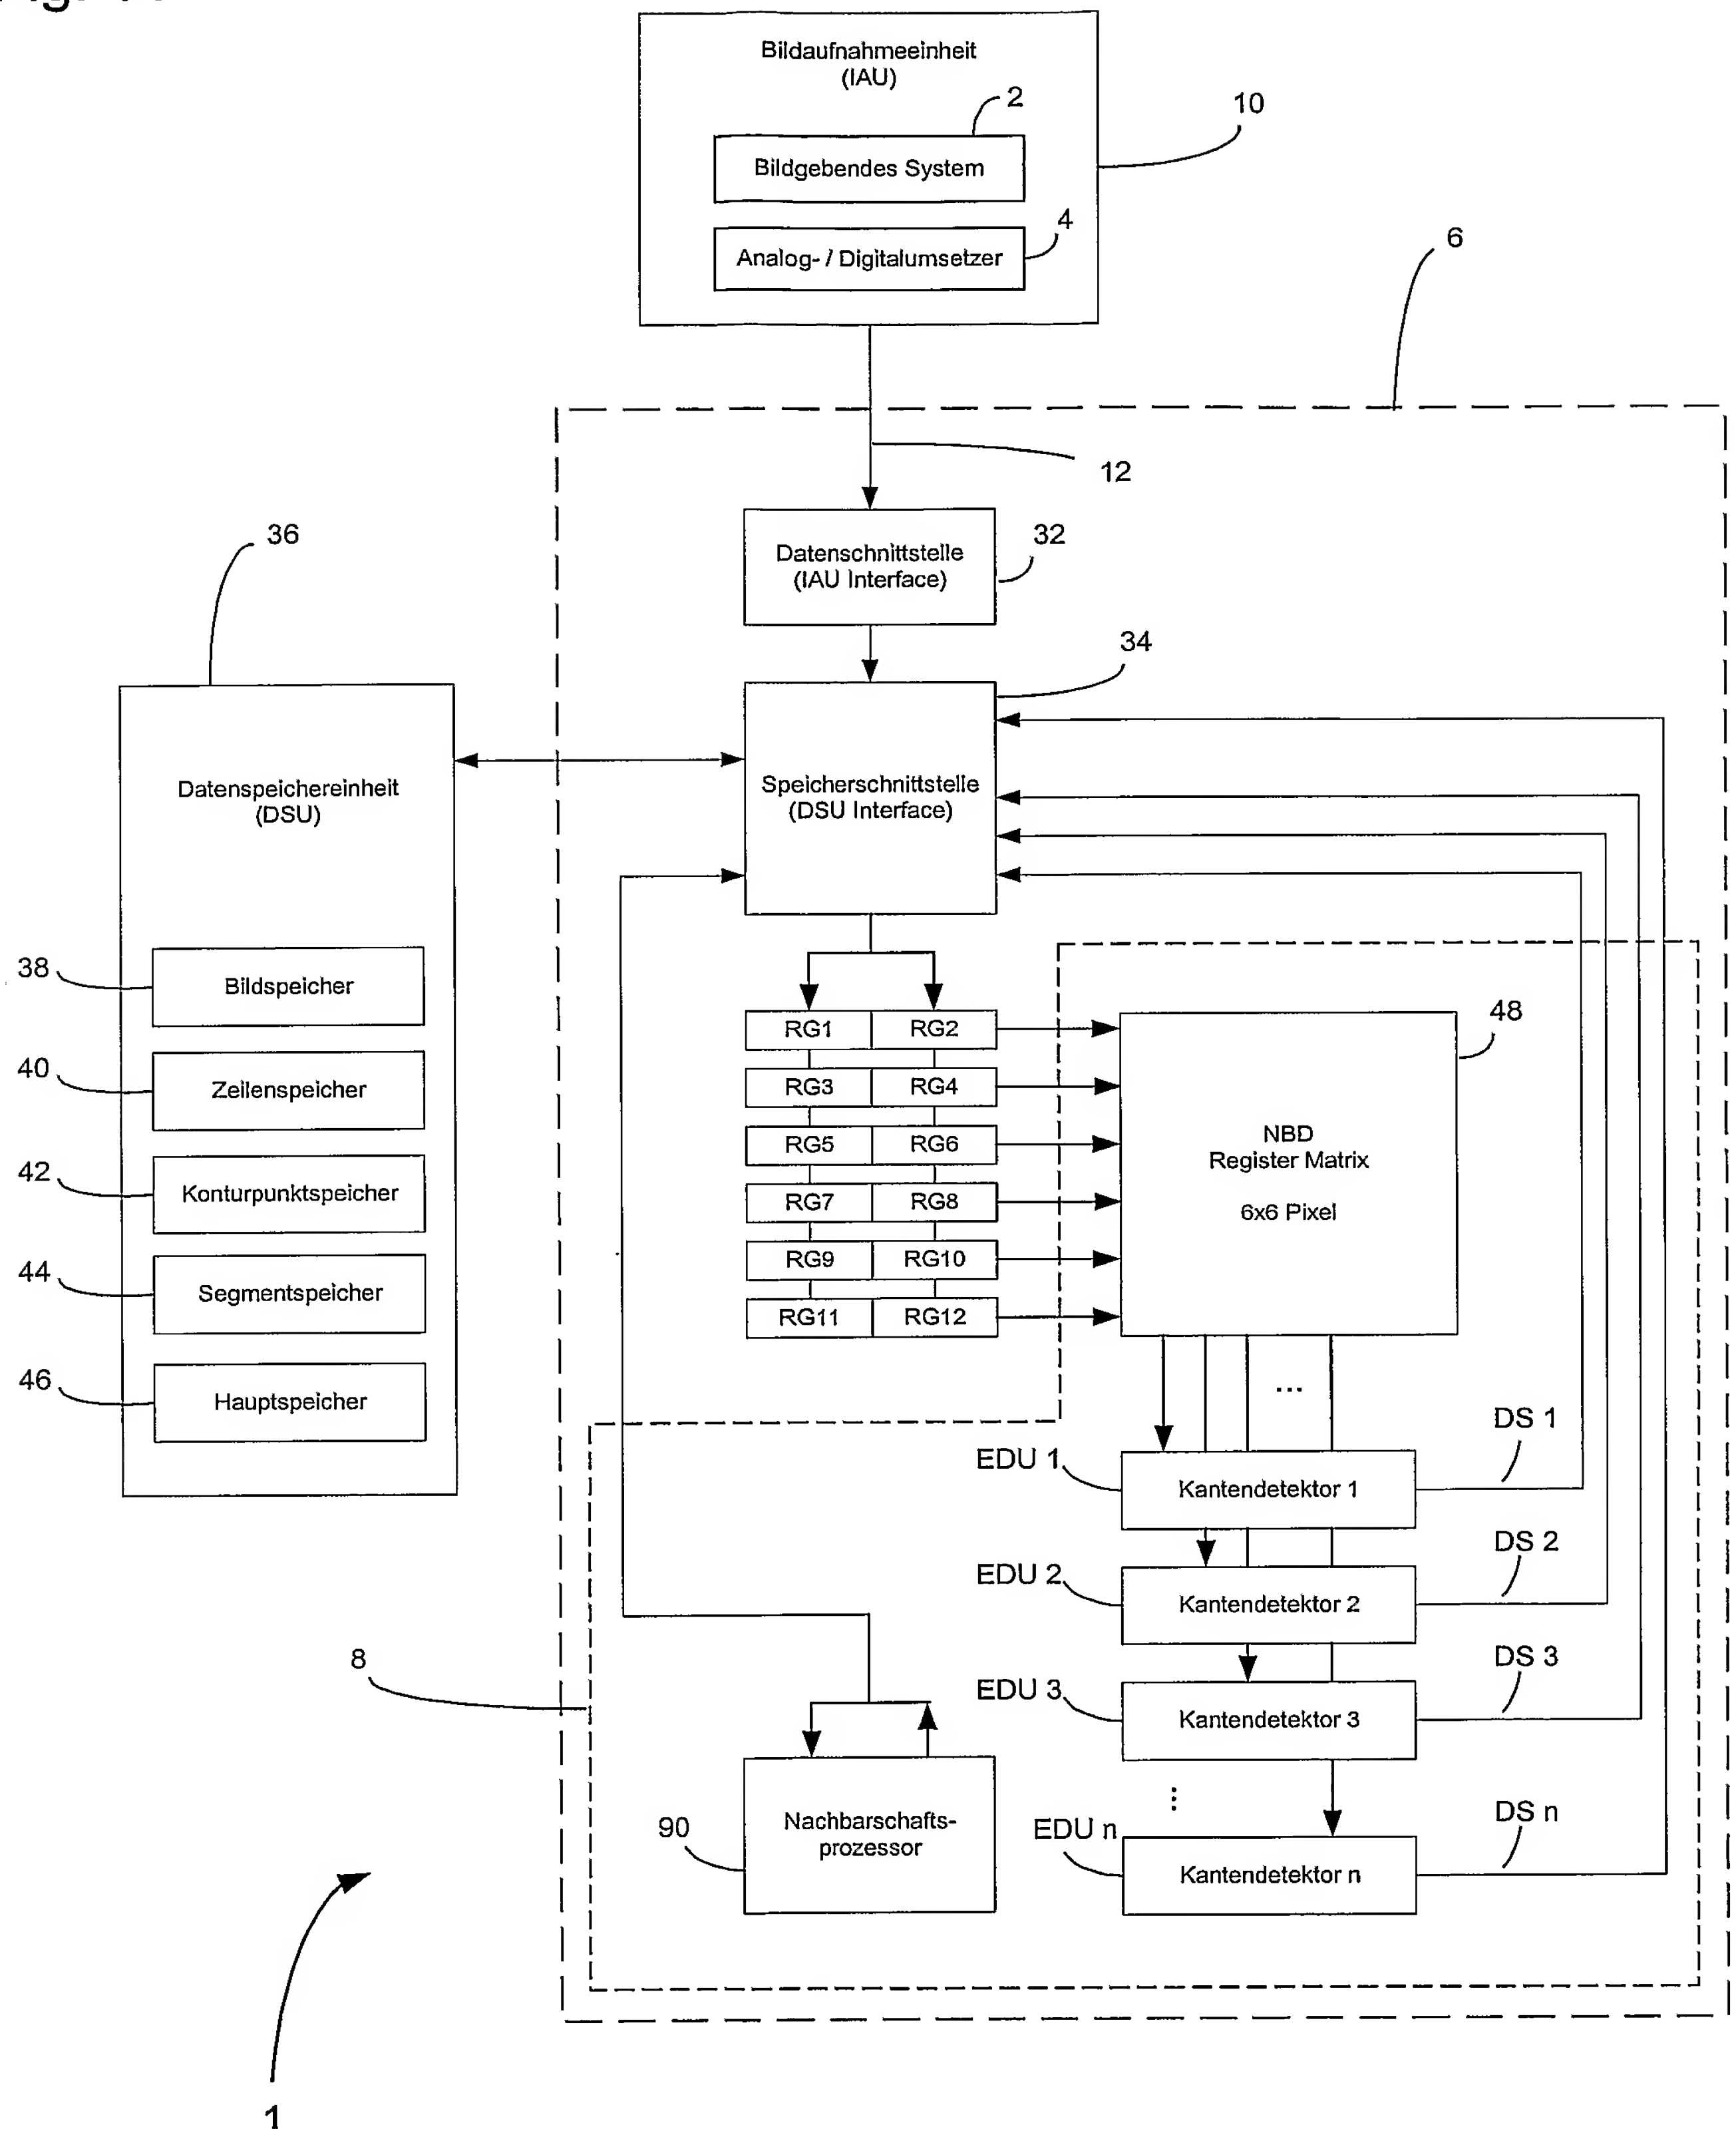 Bildaufnahmeeinheit
(IAU)
2
10
Bildgebendes System
4
Analog- / Digitalumsetzer
6
12
36
Datenschnittstelle
(IAU Interface)
32
34
Datenspeichereinheit
(DSU)
Speicherschnittstelle
(DSU Interface)
38
Bildspeicher
40
Zeilenspeicher
42
Konturpunktspeicher
44
Segmentspeicher
46
Hauptspeicher
RG1
RG2
RG3
RG4
RG5
RG6
RG7
RG8
RG9
RG10
RG11
RG12
48
NBD
Register Matrix
6x6 Pixel
...
EDU 1
Kantendetektor 1
DS 1
EDU 2
Kantendetektor 2
DS 2
EDU 3
Kantendetektor 3
DS 3
...
EDU n
Kantendetektor n
DS n
8
90
Nachbarschafts-
prozessor
1